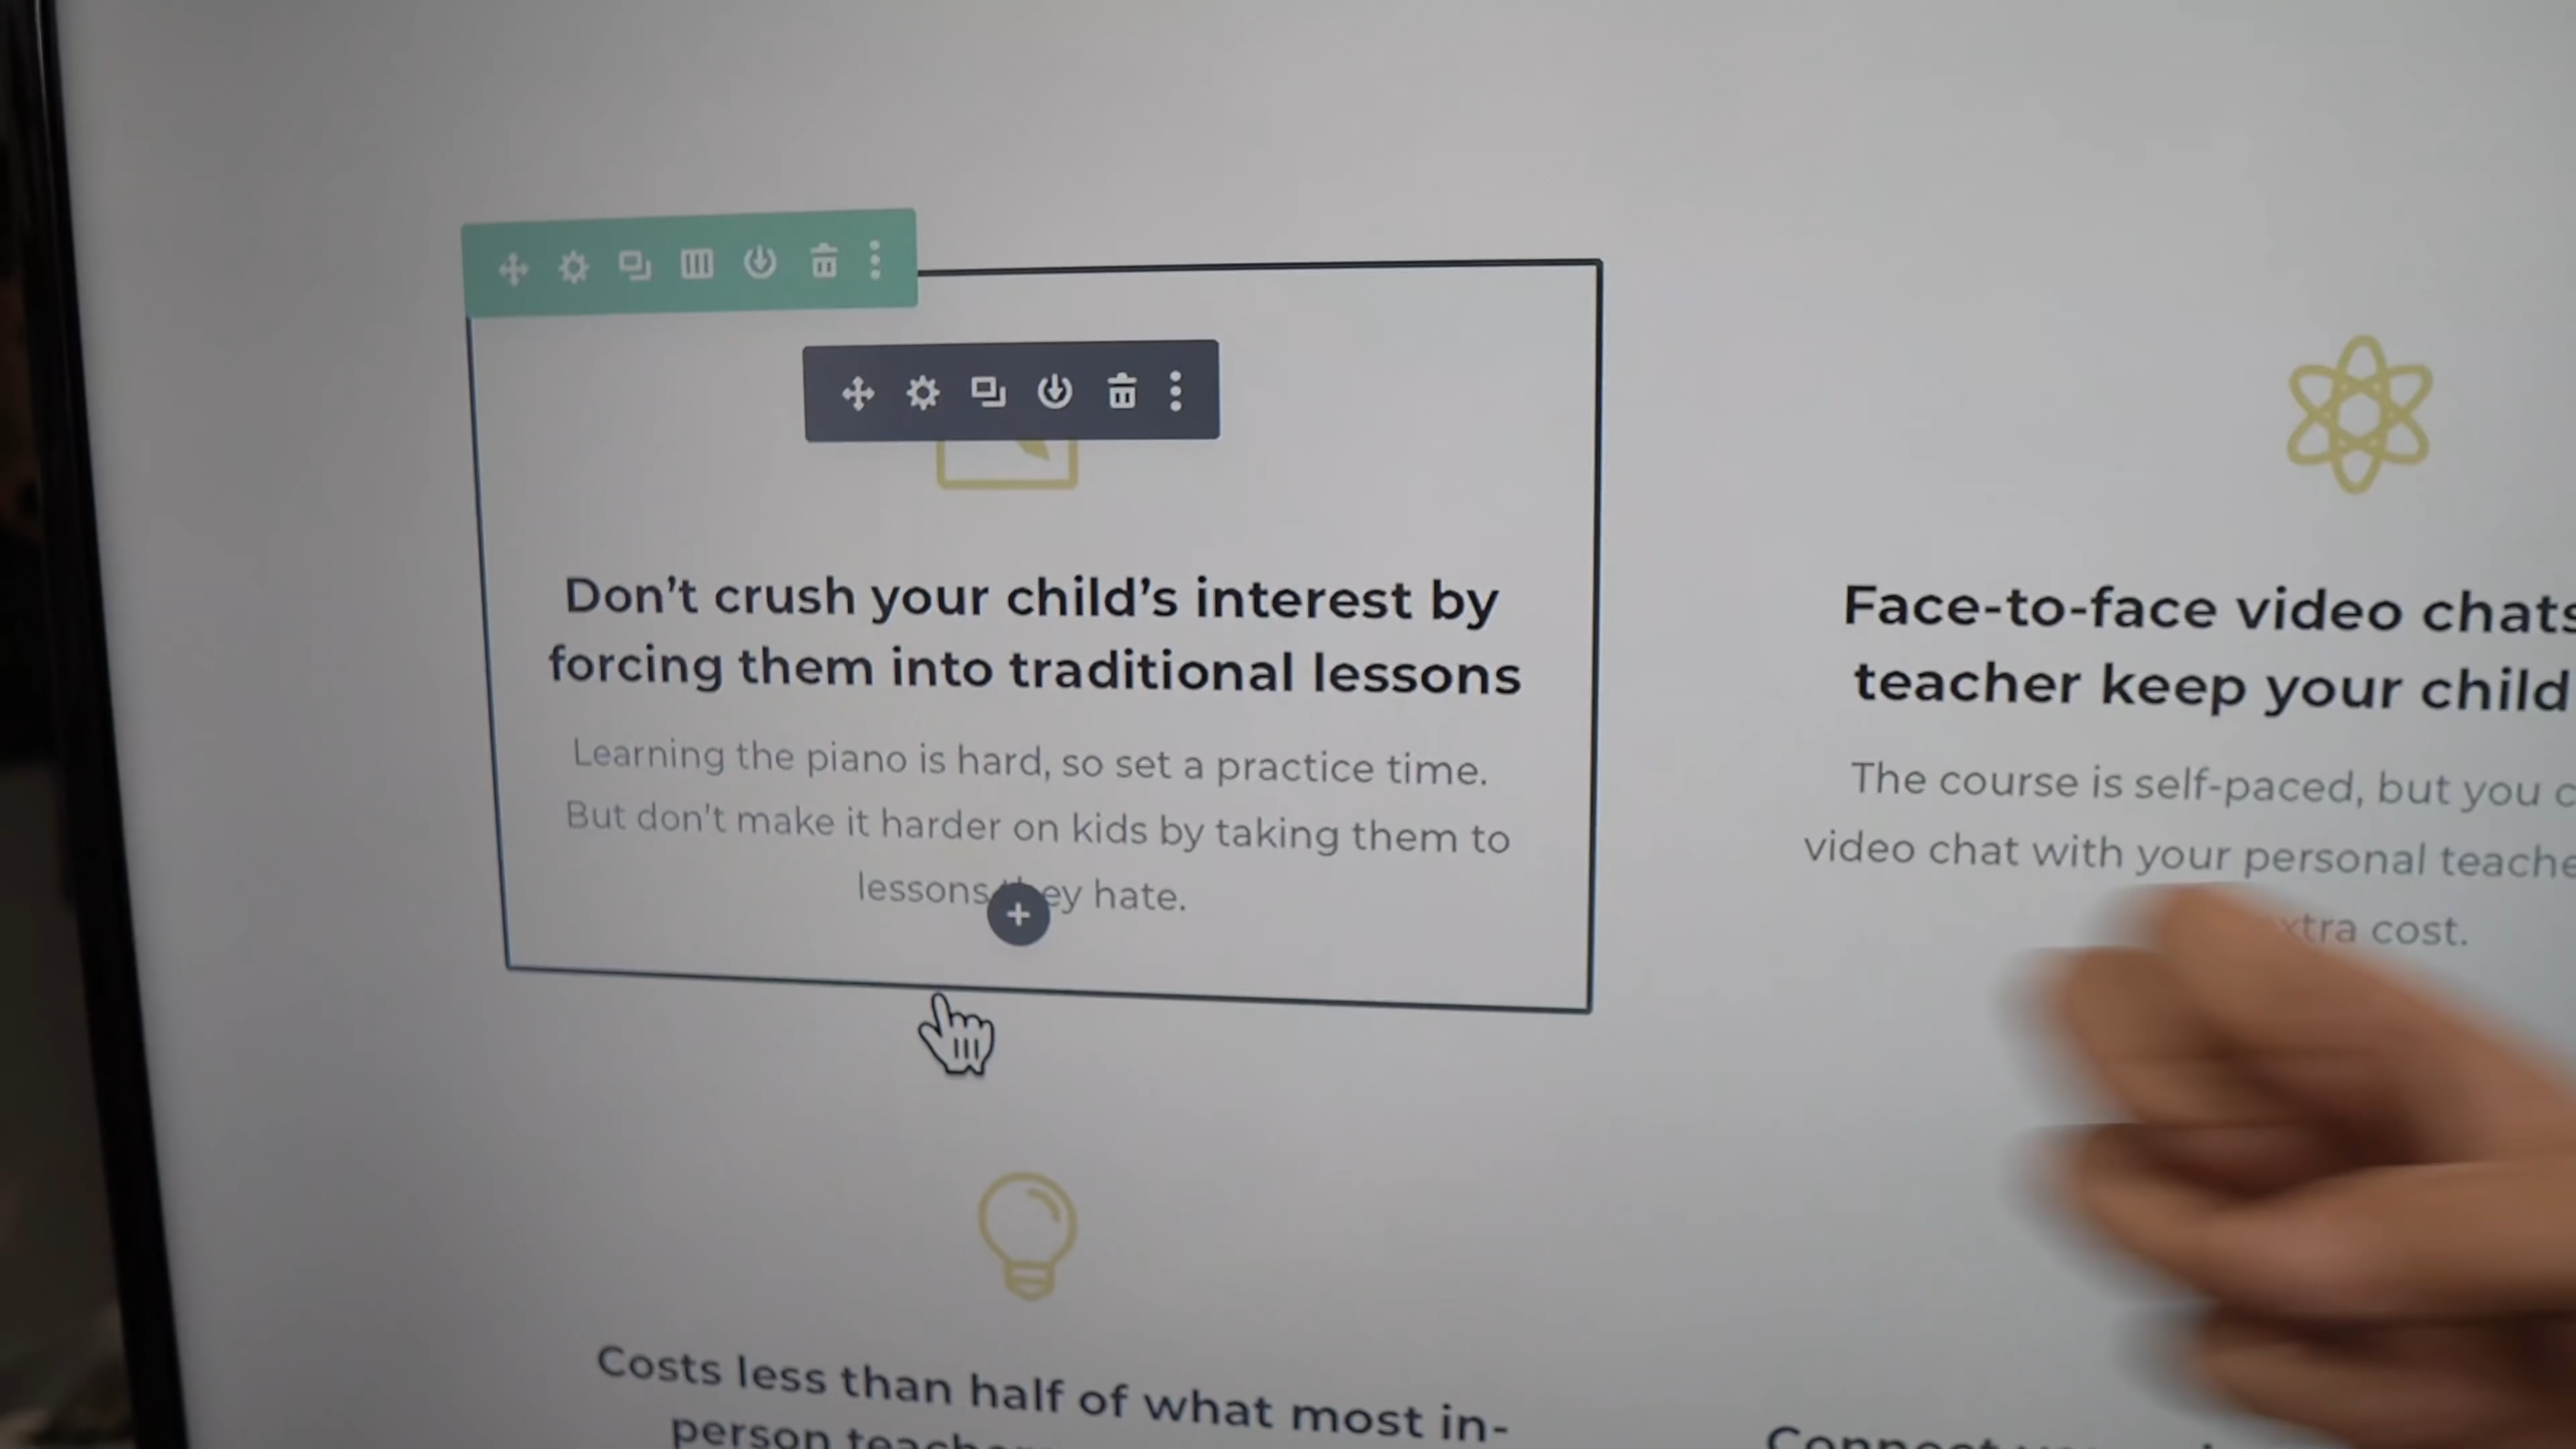 Don't crush your child's interest by
forcing them into traditional lessons
Learning the piano is hard, so set a practice time.
But don't make it harder on kids by taking them to
lessons they hate.
Face-to-face video chats
teacher keep your child
The course is self-paced, but you
video chat with your personal
cost.
Costs less than half of what most in-
person